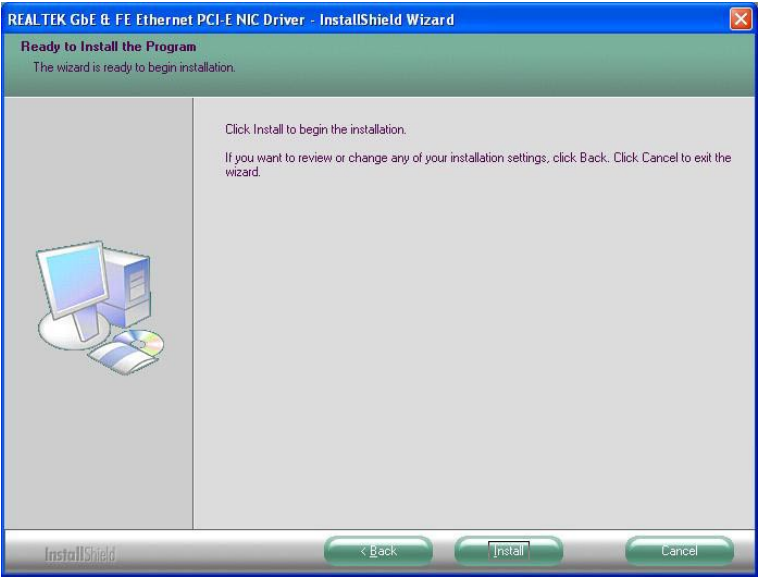 REALTEK GbE & FE Ethernet PCI-E NIC Driver - InstallShield Wizard
Ready to Install the Program
The wizard is ready to begin installation.
Click Install to begin the installation.
If you want to review or change any of your installation settings, click Back. Click Cancel to exit the
wizard.
InstallShield
< Back
Install
Cancel